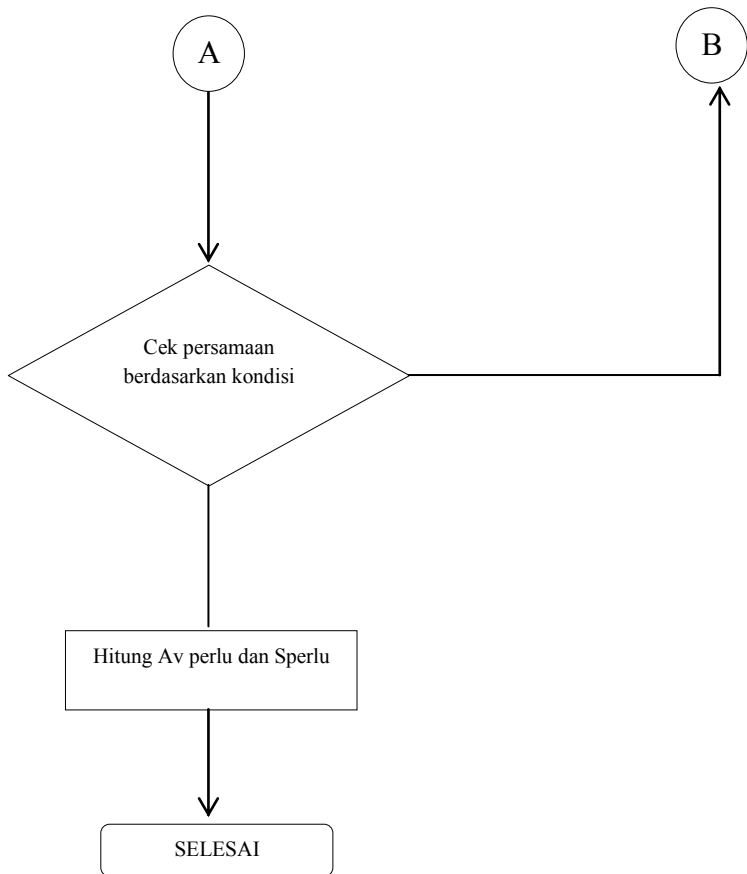 A
B
Cek persamaan
berdasarkan kondisi
Hitung Av perlu dan Sperlu
SELESAI